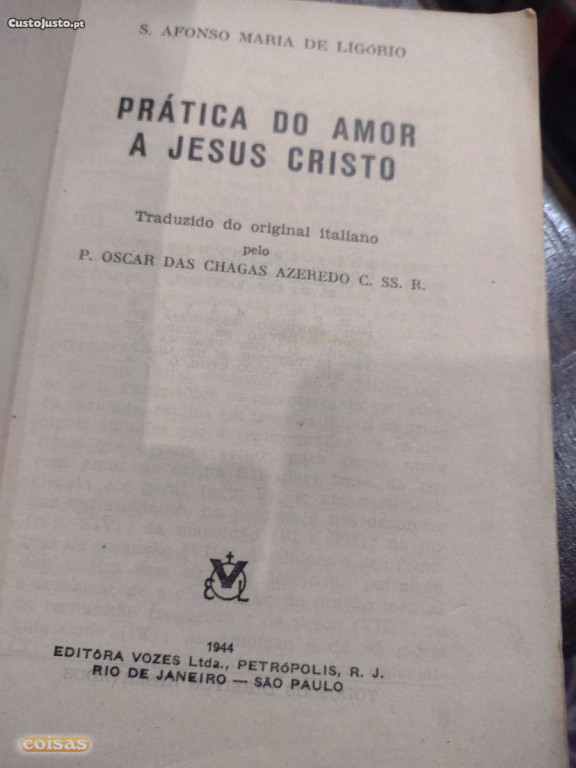 CustoJusto.pt
S. AFONSO MARIA DE LIGÓRIO
PRÁTICA DO AMOR
A JESUS CRISTO
Traduzido do original italiano
pelo
P. OSCAR DAS CHAGAS AZEREDO C. SS. R.
1944
EDITÔRA VOZES Ltda., PETRÓPOLIS, R. J.
RIO DE JANEIRO — SÃO PAULO
coisas